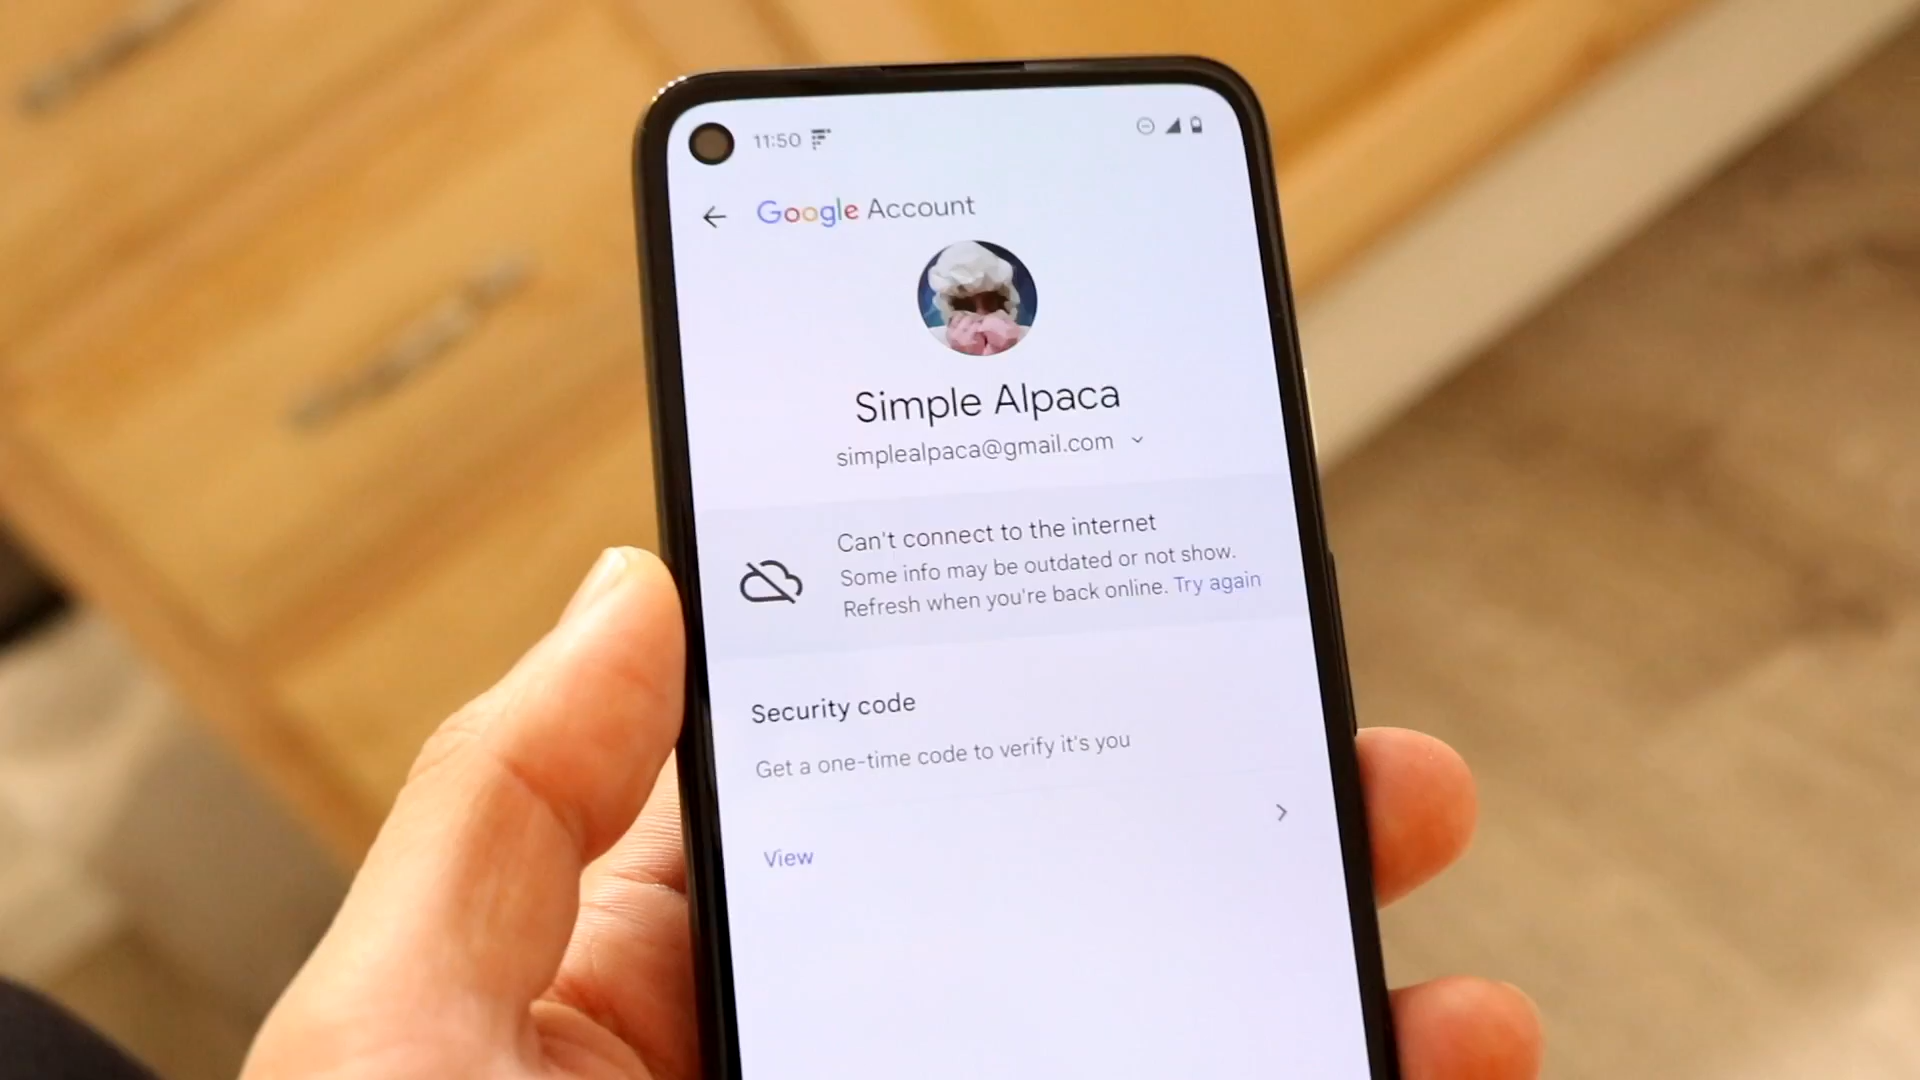 11:50
Google Account
Simple Alpaca
simplealpaca@gmail.com
Can't connect to the internet
Some info may be outdated or not show.
Refresh when you're back online. Try again
Security code
Get a one-time code to verify it's you
View